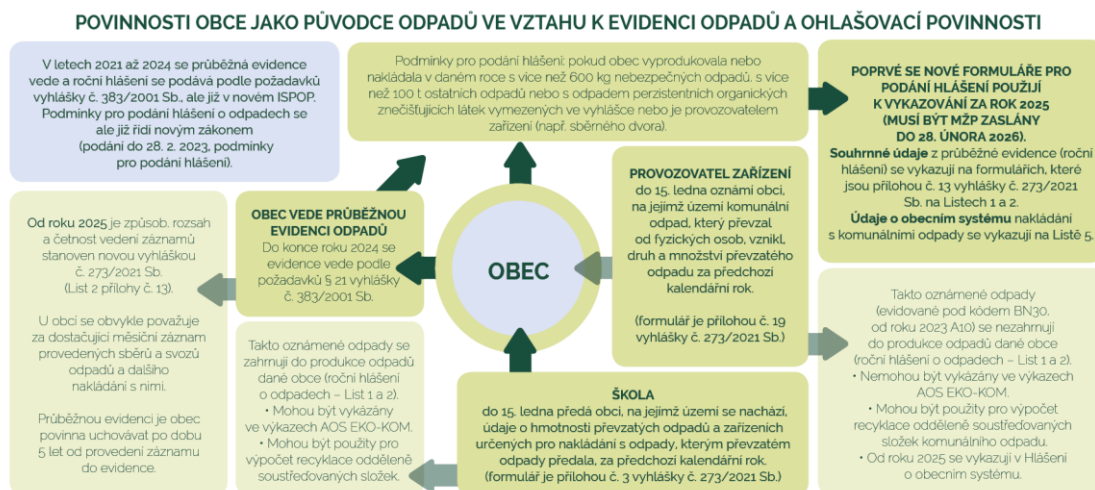 POVINNOSTI OBCE JAKO PŮVODCE ODPADŮ VE VZTAHU K EVIDENCI ODPADŮ A OHLAŠOVACÍ POVINNOSTI
V letech 2021 až 2024 se průběžná evidence
vede a roční hlášení se podává podle požadavků
vyhlášky č. 383/2001 Sb., ale již v novém ISPOP.
Podmínky pro podání hlášení o odpadech se
ale již řídí novým zákonem
(podání do 28. 2. 2023, podmínky
pro podání hlášení).
Podmínky pro podání hlášení: pokud obec vyprodukovala nebo
nakládala v daném roce s více než 600 kg nebezpečných odpadů. s více
než 100 t ostatních odpadů nebo s odpadem perzistentních organických
znečišťujících látek vymezených ve vyhlášce nebo je provozovatelem
zařízení (např. sběrného dvora).
POPRVÉ SE NOVÉ FORMULÁŘE PRO
PODÁNÍ HLÁŠENÍ POUŽIJÍ
K VYKAZOVÁNÍ ZA ROK 2025
(MUSÍ BÝT MŽP ZASLÁNY
DO 28. ÚNORA 2026).
Souhrnné údaje z průběžné evidence (roční
hlášení) se vykazují na formulářích, které
jsou přílohou č. 13 vyhlášky č. 273/2021
Sb. na Listech 1 a 2.
Údaje o obecním systému nakládání
s komunálními odpady se vykazují na Listě 5.
Od roku 2025 je způsob. rozsah
a četnost vedení záznamů
stanoven novou vyhláškou
č. 273/2021 Sb.
(List 2 přílohy č. 13).
U obcí se obvykle považuje
za dostačující měsíční záznam
provedených sběrů a svozů
odpadů a dalšího
nakládání s nimi.
Průběžnou evidenci je obec
povinna uchovávat po dobu
5 let od provedení záznamu
do evidence.
OBEC VEDE PRŮBĚŽNOU
EVIDENCI ODPADŮ
Do konce roku 2024 se
evidence vede podle
požadavků § 21 vyhlášky
č. 383/2001 Sb.
OBEC
PROVOZOVATEL ZAŘÍZENÍ
do 15. ledna oznámí obci,
na jejímž území komunální
odpad, který převzal
od fyzických osob, vznikl,
druh a množství převzatého
odpadu za předchozí
kalendářní rok.
(formulář je přílohou č. 19
vyhlášky č. 273/2021 Sb.)
Takto oznámené odpady se
zahrnují do produkce odpadů
dané obce (roční hlášení
o odpadech – List 1 a 2).
• Mohou být vykázány
ve výkazech AOS EKO-KOM.
• Mohou být použity pro
výpočet recyklace odděleně
soustřeďovaných složek.
ŠKOLA
do 15. ledna předá obci, na jejímž území se nachází,
údaje o hmotnosti převzatých odpadů a zařízeních
určených pro nakládání s odpady, kterým převzatém
odpady předala, za předchozí kalendářní rok.
(formulář je přílohou č. 3 vyhlášky č. 273/2021 Sb.)
Takto oznámené odpady
(evidované pod kódem BN30,
od roku 2023 A10) se nezahrnují
do produkce odpadů dané obce
(roční hlášení o odpadech – List 1 a 2).
• Nemohou být vykázány ve výkazech
AOS EKO-KOM.
• Mohou být použity pro výpočet
recyklace odděleně soustřeďovaných
složek komunálního odpadu.
• Od roku 2025 se vykazují v Hlášení
o obecním systému.